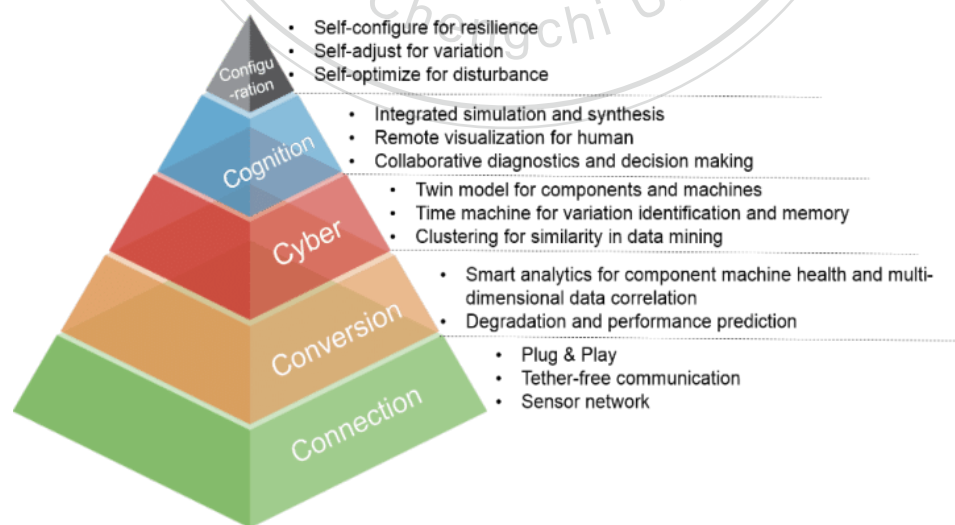 Chengchi U
• Self-configure for resilience
• Self-adjust for variation
• Self-optimize for disturbance
Configu
-ration
• Integrated simulation and synthesis
• Remote visualization for human
• Collaborative diagnostics and decision making
Cognition
• Twin model for components and machines
• Time machine for variation identification and memory
• Clustering for similarity in data mining
Cyber
• Smart analytics for component machine health and multi-
dimensional data correlation
• Degradation and performance prediction
Conversion
• Plug & Play
• Tether-free communication
• Sensor network
Connection